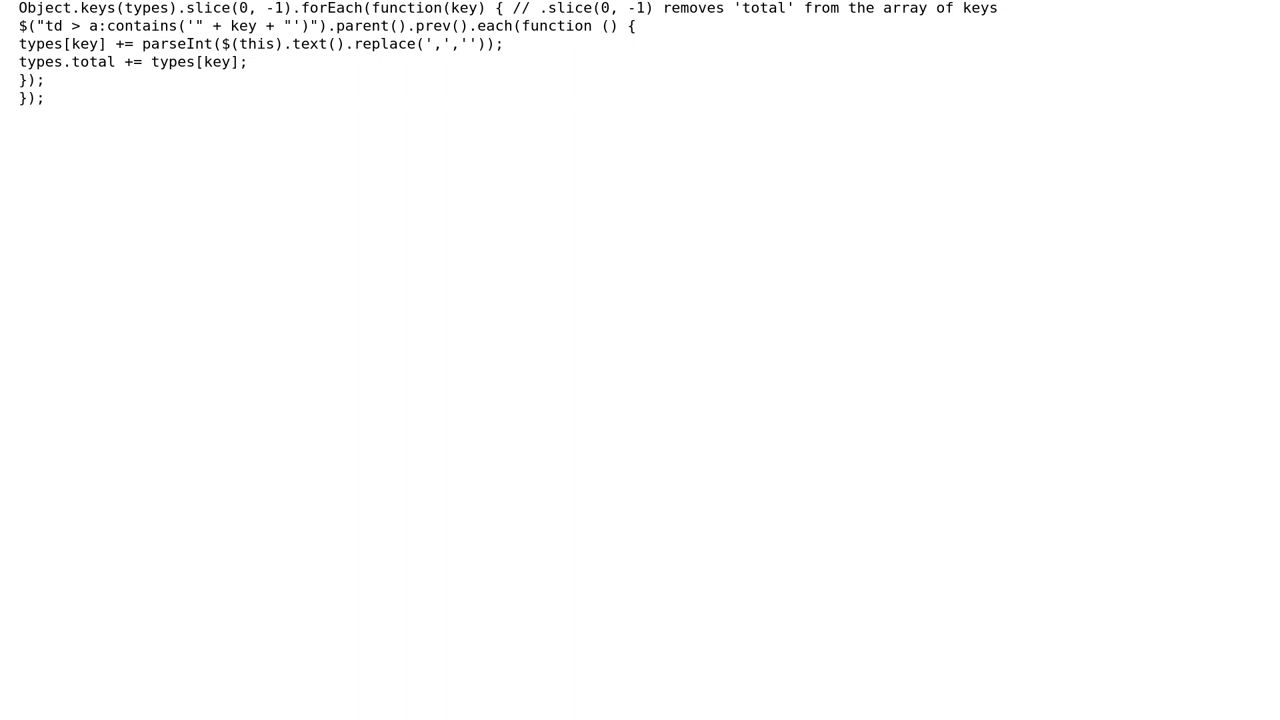 Object.keys(types).slice(0, -1).forEach(function(key) { // .slice(0, -1) removes 'total' from the array of keys
$("td > a:contains('" + key + "')").parent().prev().each(function () {
types[key] += parseInt($(this).text().replace(',',''));
types.total += types[key];
});
});